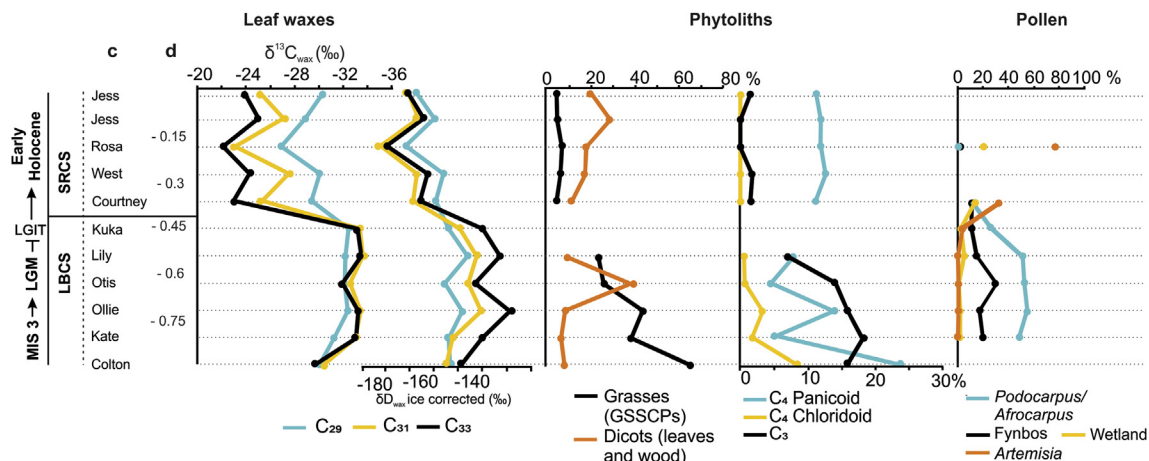 Leaf waxes
Phytoliths
Pollen
c
d
δ¹³C_wax (‰)
-20 -24 -28 -32 -36
0 20 40 60 80 %
0 20 40 60 80 100 %
MIS 3 → LGM ⊣ LGIT → Early Holocene
LBCS
SRCS
Jess
Jess
- 0.15
Rosa
West
- 0.3
Courtney
Kuka
- 0.45
Lily
- 0.6
Otis
Ollie
- 0.75
Kate
Colton
-180 -160 -140
δD_wax ice corrected (‰)
0 10 20 30%
C₂₉ C₃₁ C₃₃
Grasses
(GSSCPs)
Dicots (leaves
and wood)
C₄ Panicoid
C₄ Chloridoid
C₃
Podocarpus/
Afrocarpus
Fynbos Wetland
Artemisia